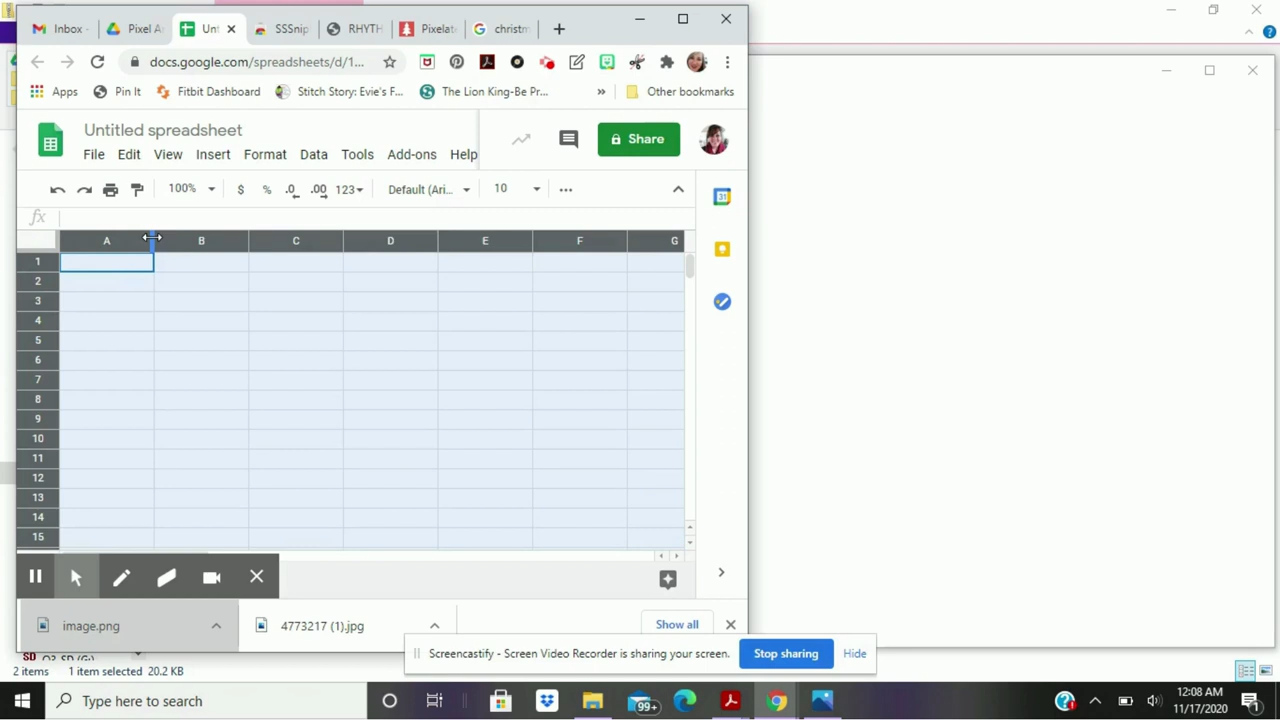 Inbox
Pixel A
Unt
SSSnip
RHYTH
Pixelate
christm
docs.google.com/spreadsheets/d/1...
Apps
Pin It
Fitbit Dashboard
Stitch Story: Evie's F...
The Lion King-Be Pr...
»
Other bookmarks
Untitled spreadsheet
Share
File
Edit
View
Insert
Format
Data
Tools
Add-ons
Help
100%
$
%
.0
.00
123
Default (Ari...
10
31
fx
A
B
C
D
E
F
G
1
2
3
4
5
6
7
8
9
10
11
12
13
14
15
image.png
4773217 (1).jpg
Show all
Screencastify - Screen Video Recorder is sharing your screen.
Stop sharing
Hide
2 items
1 item selected 20.2 KB
Type here to search
99+
12:08 AM
11/17/2020
1